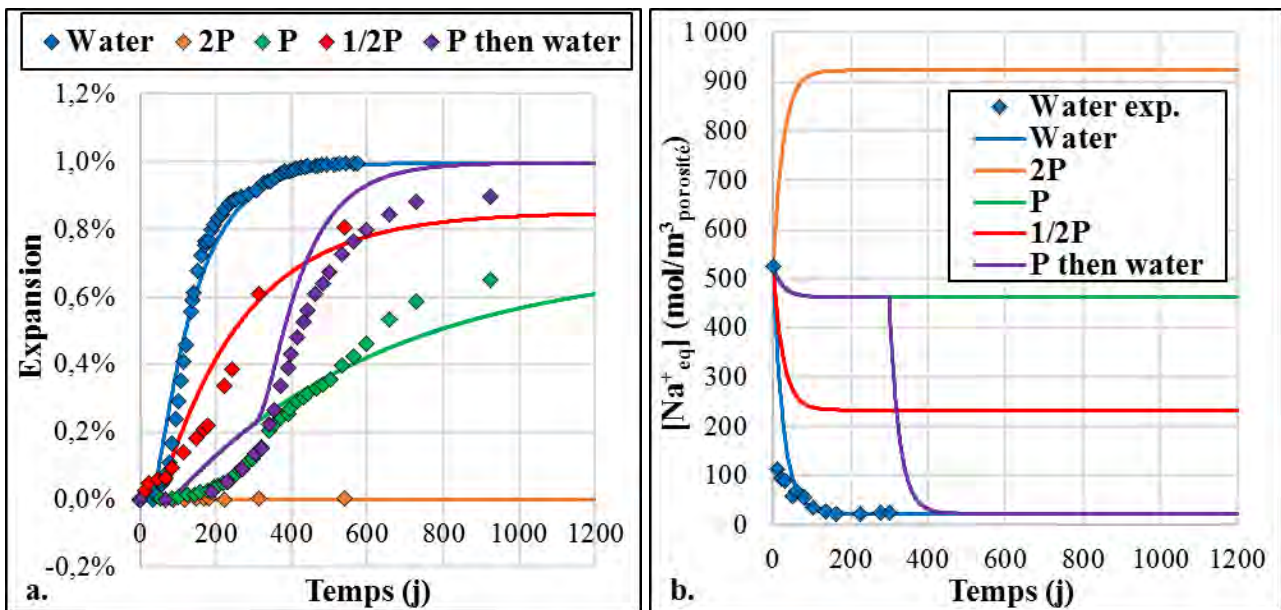 Water 2P P 1/2P P then water
1,2%
1,0%
0,8%
0,6%
0,4%
0,2%
0,0%
-0,2%
Expansion
0 200 400 600 800 1000 1200
a. Temps (j)
1 000
900
800
700
600
500
400
300
200
100
0
[Na⁺eq] (mol/m³porosité)
Water exp.
Water
2P
P
1/2P
P then water
0 200 400 600 800 1000 1200
b. Temps (j)